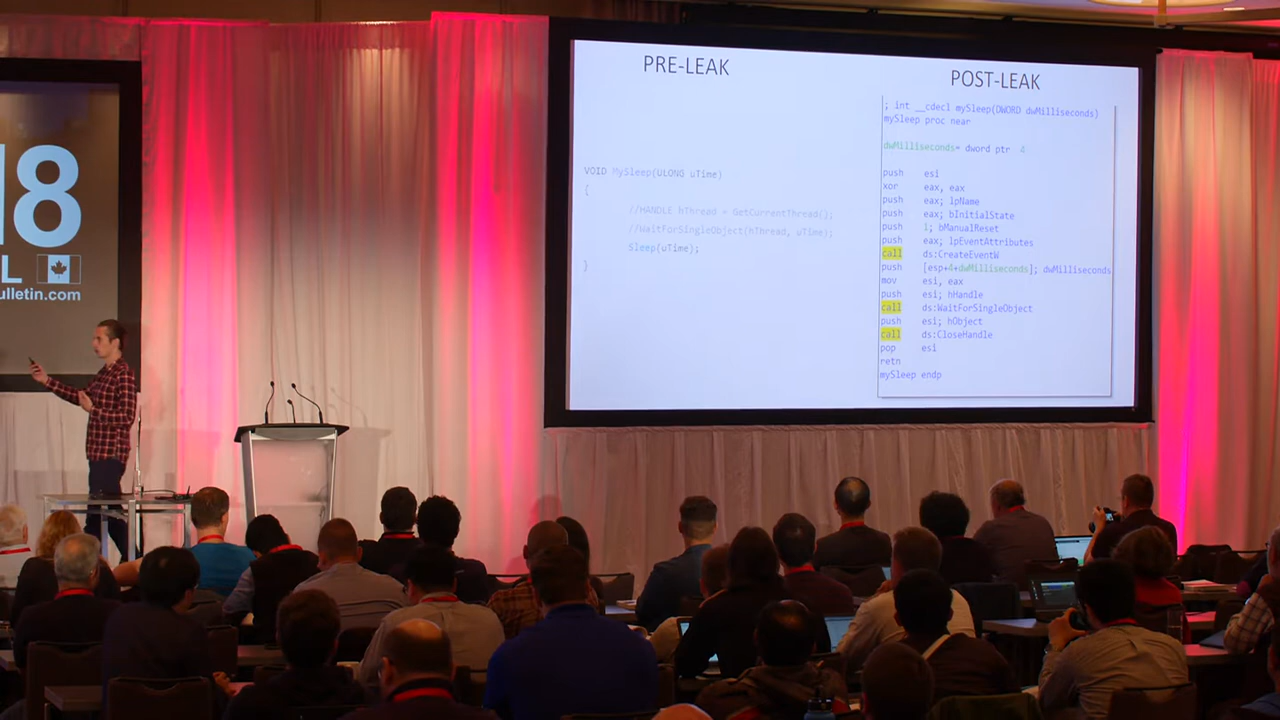 18
L
ulletin.com
PRE-LEAK
VOID MySleep(ULONG uTime)
{
//HANDLE hThread = GetCurrentThread();
//WaitForSingleObject(hThread, uTime);
Sleep(uTime);
}
POST-LEAK
; int __cdecl mySleep(DWORD dwMilliseconds)
mySleep proc near
dwMilliseconds= dword ptr  4
push esi
xor eax, eax
push eax; lpName
push eax; bInitialState
push 1; bManualReset
push eax; lpEventAttributes
call ds:CreateEventW
push [esp+4+dwMilliseconds]; dwMilliseconds
mov esi, eax
push esi; hHandle
call ds:WaitForSingleObject
push esi; hObject
call ds:CloseHandle
pop esi
retn
mySleep endp